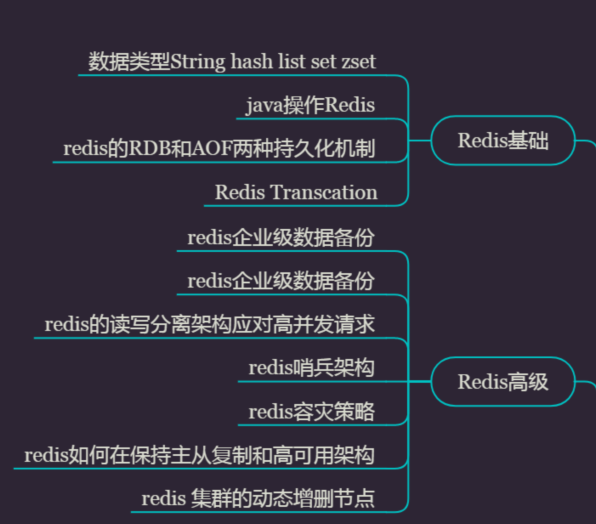 数据类型String hash list set zset
java操作Redis
redis的RDB和AOF两种持久化机制
Redis Transcation
Redis基础
redis企业级数据备份
redis企业级数据备份
redis的读写分离架构应对高并发请求
redis哨兵架构
redis容灾策略
redis如何在保持主从复制和高可用架构
redis 集群的动态增删节点
Redis高级